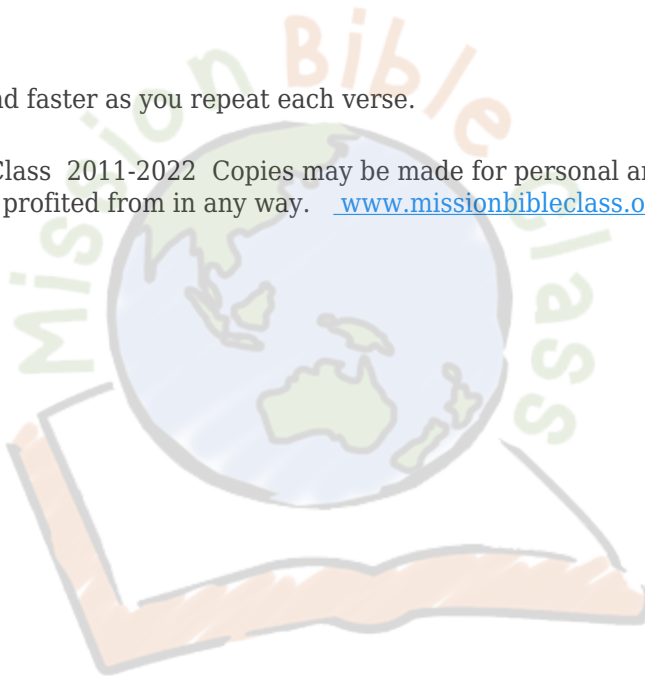 Mission Bible Class
nd faster as you repeat each verse.
Class 2011-2022 Copies may be made for personal an
profited from in any way. www.missionbibleclass.o